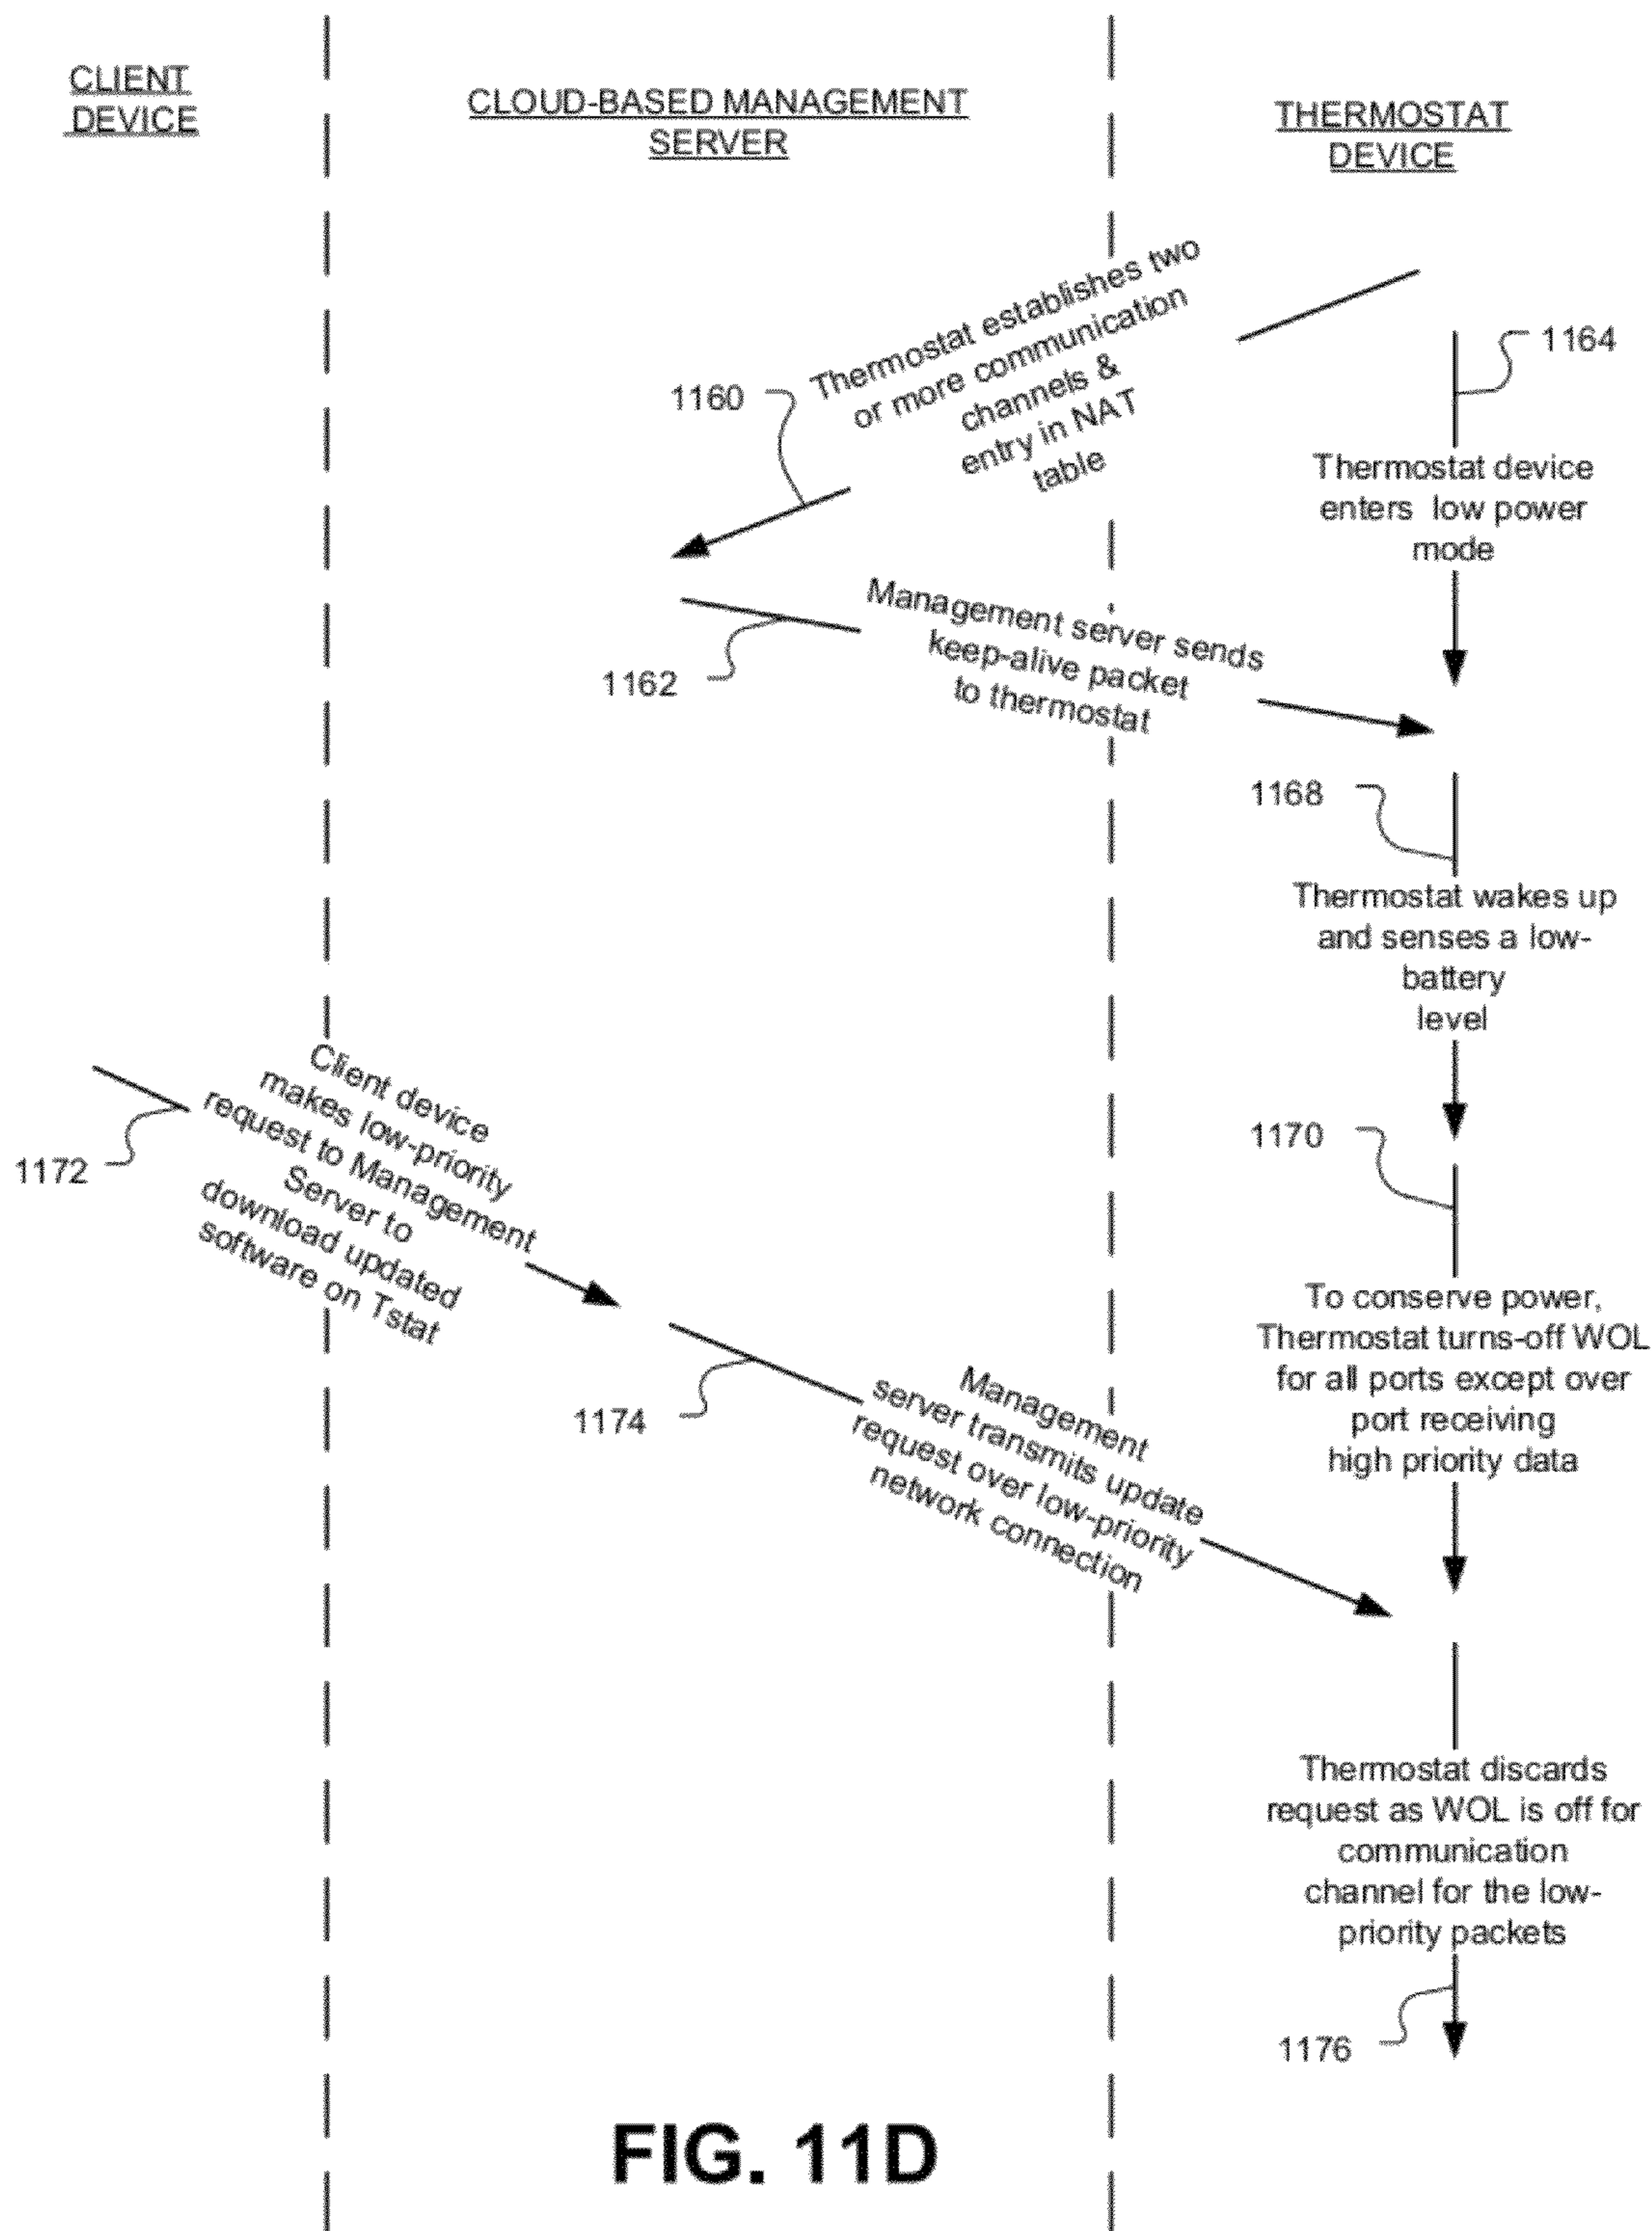 CLIENT
DEVICE
CLOUD-BASED MANAGEMENT
SERVER
THERMOSTAT
DEVICE
Thermostat establishes two
or more communication
channels &
entry in NAT
table
1160
1164
Thermostat device
enters low power
mode
Management server sends
keep-alive packet
to thermostat
1162
1168
Thermostat wakes up
and senses a low-
battery
level
Client device
makes low-priority
request to Management
Server to
download updated
software on Tstat
1172
1170
To conserve power,
Thermostat turns-off WOL
for all ports except over
port receiving
high priority data
Management
server transmits update
request over low-priority
network connection
1174
Thermostat discards
request as WOL is off for
communication
channel for the low-
priority packets
1176
FIG. 11D